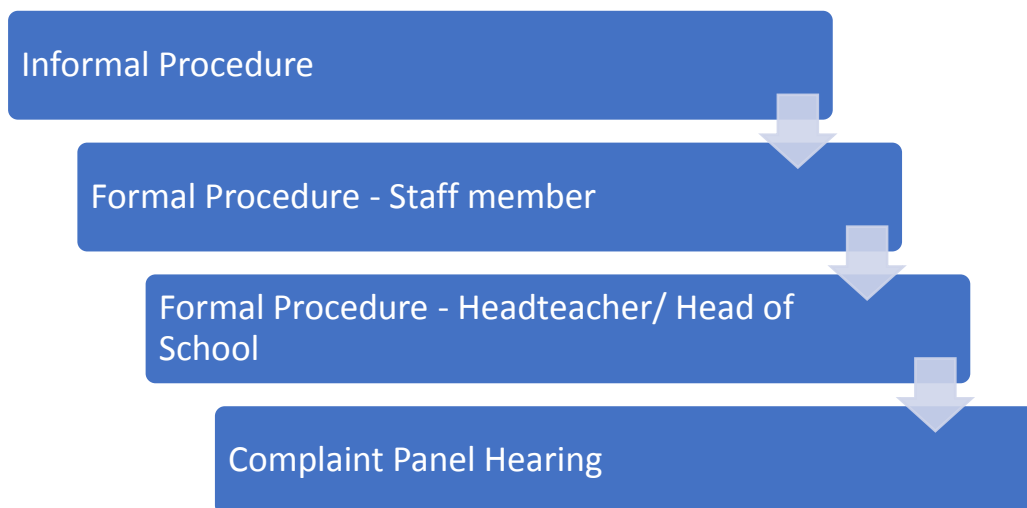 Informal Procedure
Formal Procedure - Staff member
Formal Procedure - Headteacher/ Head of
School
Complaint Panel Hearing